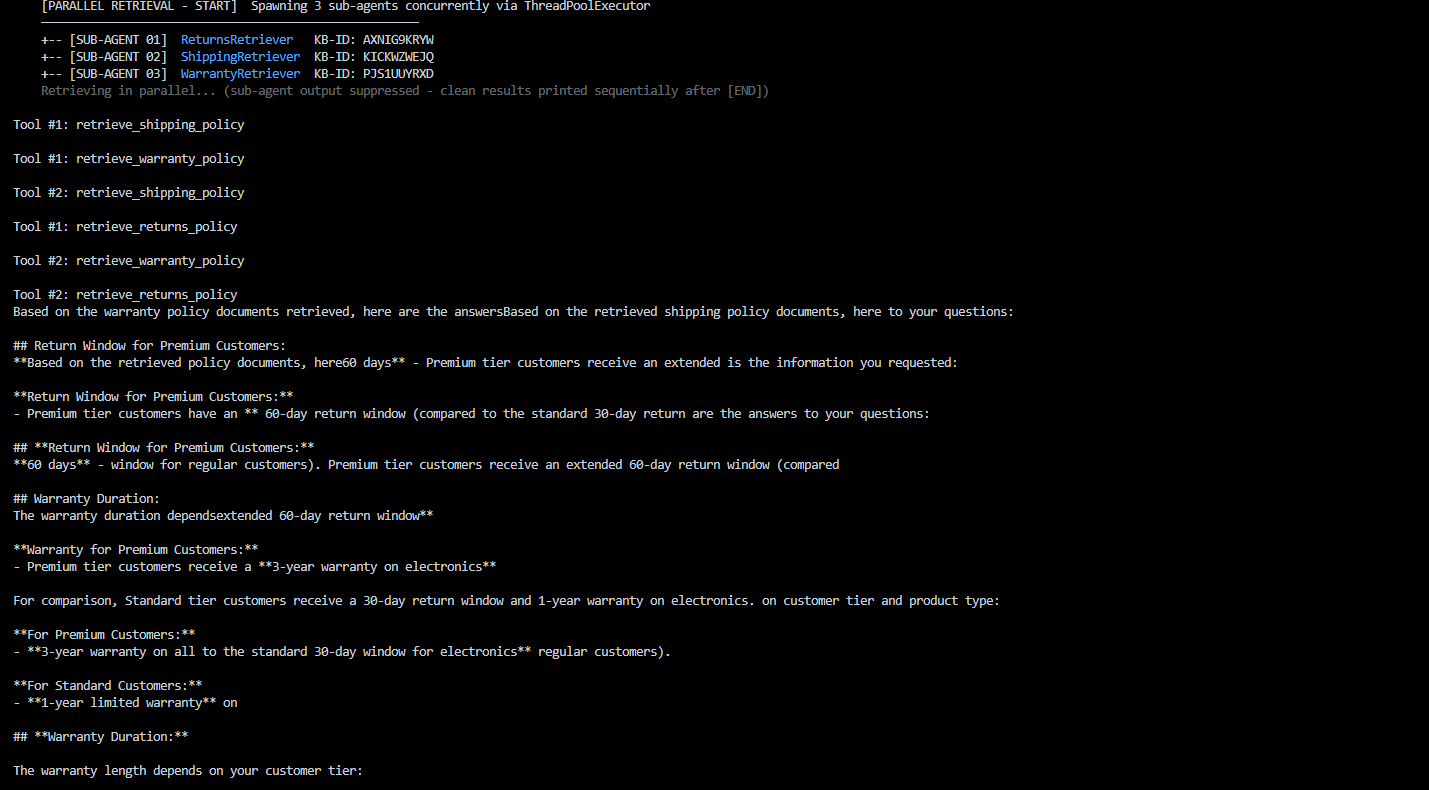 [PARALLEL RETRIEVAL - START]  Spawning 3 sub-agents concurrently via ThreadPoolExecutor
+-- [SUB-AGENT 01]  ReturnsRetriever   KB-ID: AXNIG9KRYW
+-- [SUB-AGENT 02]  ShippingRetriever  KB-ID: KICKWZWEJQ
+-- [SUB-AGENT 03]  WarrantyRetriever  KB-ID: PJS1UUYRXD
Retrieving in parallel... (sub-agent output suppressed - clean results printed sequentially after [END])
Tool #1: retrieve_shipping_policy
Tool #1: retrieve_warranty_policy
Tool #2: retrieve_shipping_policy
Tool #1: retrieve_returns_policy
Tool #2: retrieve_warranty_policy
Tool #2: retrieve_returns_policy
Based on the warranty policy documents retrieved, here are the answersBased on the retrieved shipping policy documents, here to your questions:
## Return Window for Premium Customers:
**Based on the retrieved policy documents, here60 days** - Premium tier customers receive an extended is the information you requested:
**Return Window for Premium Customers:**
- Premium tier customers have an ** 60-day return window (compared to the standard 30-day return are the answers to your questions:
## **Return Window for Premium Customers:**
**60 days** - window for regular customers). Premium tier customers receive an extended 60-day return window (compared
## Warranty Duration:
The warranty duration dependsextended 60-day return window**
**Warranty for Premium Customers:**
- Premium tier customers receive a **3-year warranty on electronics**
For comparison, Standard tier customers receive a 30-day return window and 1-year warranty on electronics. on customer tier and product type:
**For Premium Customers:**
- **3-year warranty on all to the standard 30-day window for electronics** regular customers).
**For Standard Customers:**
- **1-year limited warranty** on
## **Warranty Duration:**
The warranty length depends on your customer tier: